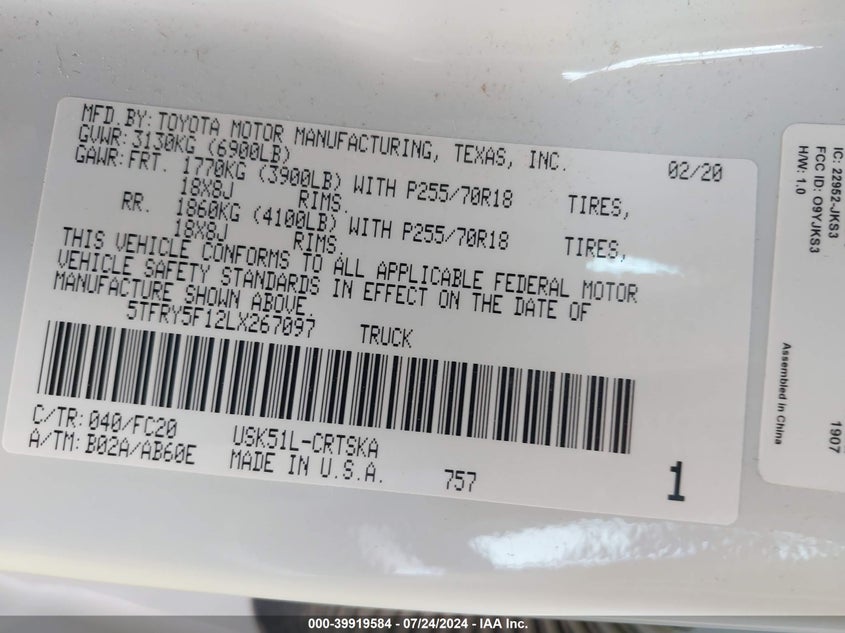 MFD.BY:TOYOTA MOTOR MANUFACTURING, TEXAS, INC. 02/20
GVWR:3130KG (6900LB)
GAWR:FRT. 1770KG (3900LB) WITH P255/70R18 TIRES,
18X8J RIMS.
RR. 1860KG (4100LB) WITH P255/70R18 TIRES,
18X8J RIMS.
THIS VEHICLE CONFORMS TO ALL APPLICABLE FEDERAL MOTOR
VEHICLE SAFETY STANDARDS IN EFFECT ON THE DATE OF
MANUFACTURE SHOWN ABOVE.
5TFRY5F12LX267097 TRUCK
C/TR:040/FC20 USK51L-CRTSKA
A/TM:B02A/AB60E MADE IN U.S.A. 757 1
IC: 22952-JKS3
FCC ID: O9YJKS3
H/W: 1.0
Assembled in China
1907
000-39919584 - 07/24/2024 - IAA Inc.